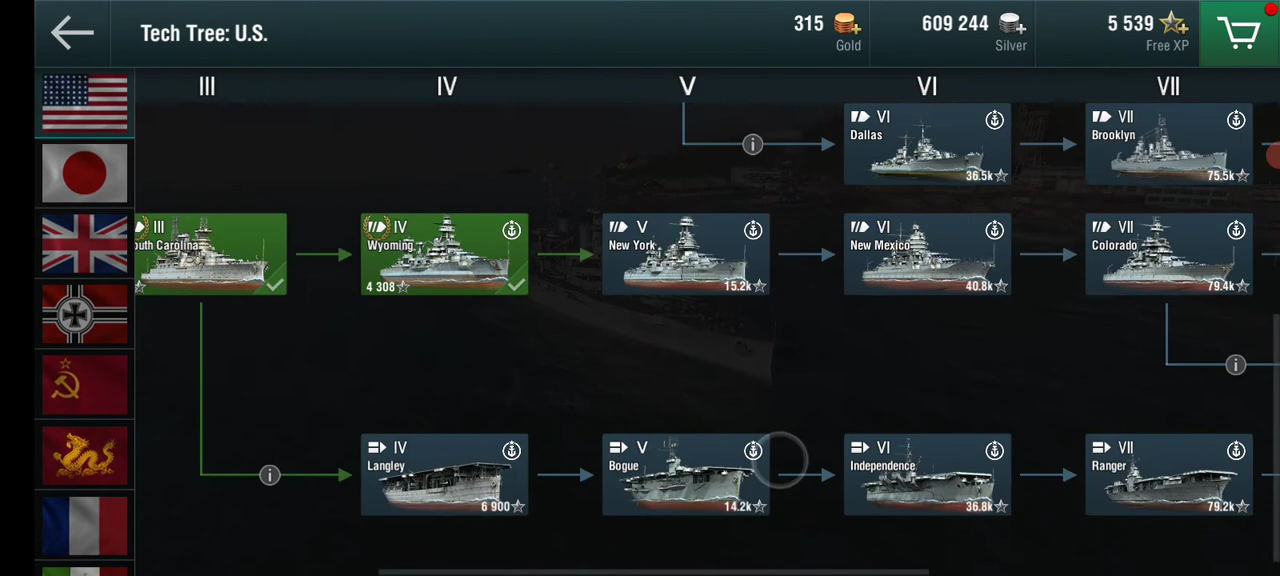 Tech Tree: U.S.
315
Gold
609 244
Silver
5 539
Free XP
III
IV
V
VI
VII
VI
Dallas
36.5k
VII
Brooklyn
75.5k
III
outh Carolina
IV
Wyoming
4 308
V
New York
15.2k
VI
New Mexico
40.8k
VII
Colorado
79.4k
IV
Langley
6 900
V
Bogue
14.2k
VI
Independence
36.8k
VII
Ranger
79.2k